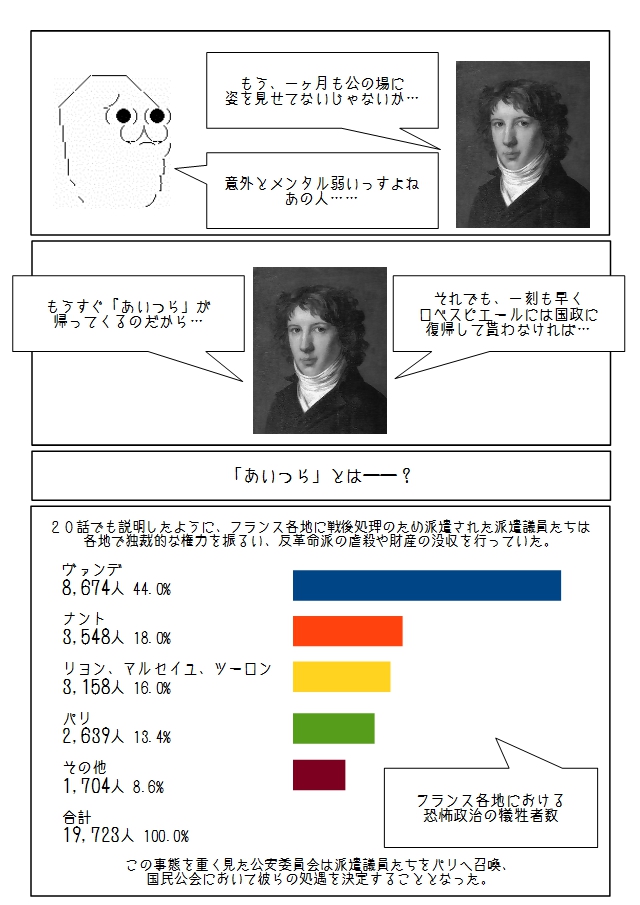 もう、一ヶ月も公の場に
姿を見せてないじゃないか…
意外とメンタル弱いっすよね
あの人……
もうすぐ「あいつら」が
帰ってくるのだから…
それでも、一刻も早く
ロベスピエールには国政に
復帰して貰わなければ…
「あいつら」とは――？
２０話でも説明したように、フランス各地に戦後処理のため派遣された派遣議員たちは
各地で独裁的な権力を振るい、反革命派の虐殺や財産の没収を行っていた。
ヴァンデ
8,674人 44.0%
ナント
3,548人 18.0%
リヨン、マルセイユ、ツーロン
3,158人 16.0%
パリ
2,639人 13.4%
その他
1,704人 8.6%
合計
19,723人 100.0%
フランス各地における
恐怖政治の犠牲者数
この事態を重く見た公安委員会は派遣議員たちをパリへ召喚、
国民公会において彼らの処遇を決定することとなった。